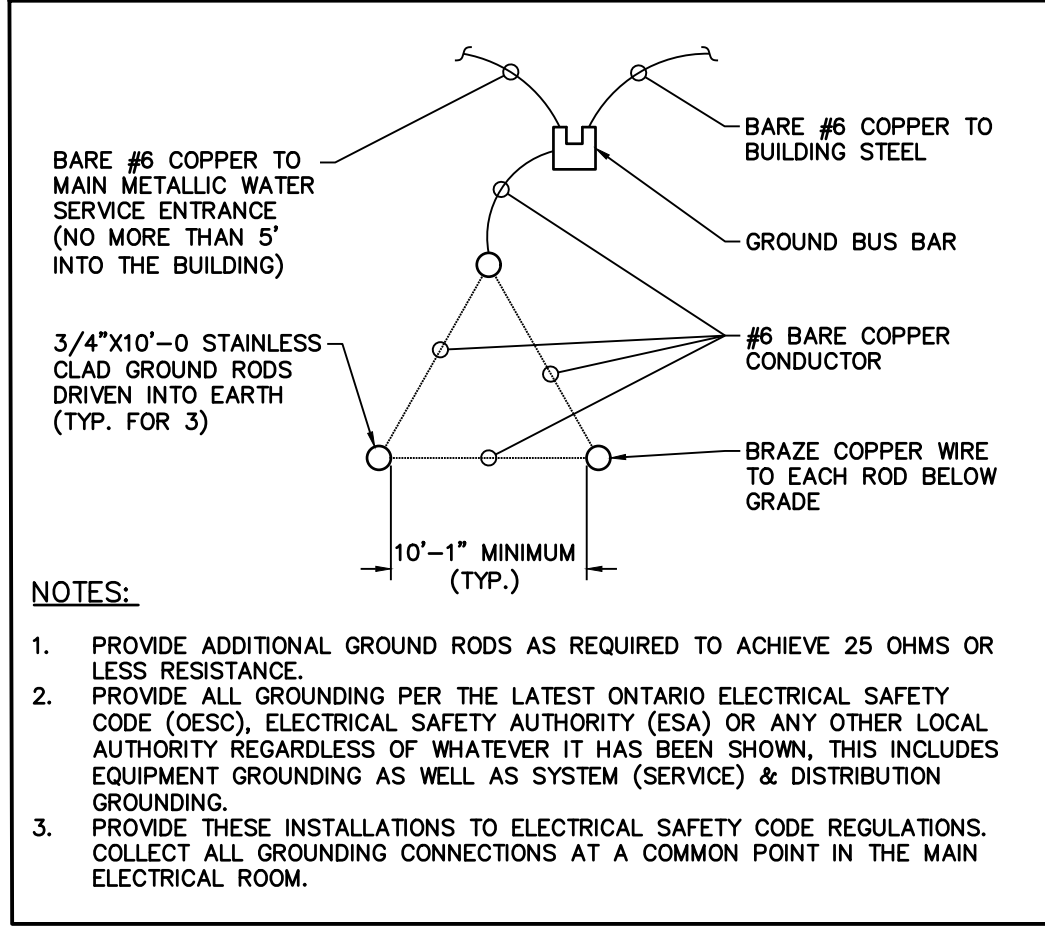 BARE #6 COPPER TO
MAIN METALLIC WATER
SERVICE ENTRANCE
(NO MORE THAN 5'
INTO THE BUILDING)
BARE #6 COPPER TO
BUILDING STEEL
GROUND BUS BAR
3/4"X10'-0 STAINLESS
CLAD GROUND RODS
DRIVEN INTO EARTH
(TYP. FOR 3)
#6 BARE COPPER
CONDUCTOR
BRAZE COPPER WIRE
TO EACH ROD BELOW
GRADE
10'-1" MINIMUM
(TYP.)
NOTES:
1. PROVIDE ADDITIONAL GROUND RODS AS REQUIRED TO ACHIEVE 25 OHMS OR
LESS RESISTANCE.
2. PROVIDE ALL GROUNDING PER THE LATEST ONTARIO ELECTRICAL SAFETY
CODE (OESC), ELECTRICAL SAFETY AUTHORITY (ESA) OR ANY OTHER LOCAL
AUTHORITY REGARDLESS OF WHATEVER IT HAS BEEN SHOWN, THIS INCLUDES
EQUIPMENT GROUNDING AS WELL AS SYSTEM (SERVICE) & DISTRIBUTION
GROUNDING.
3. PROVIDE THESE INSTALLATIONS TO ELECTRICAL SAFETY CODE REGULATIONS.
COLLECT ALL GROUNDING CONNECTIONS AT A COMMON POINT IN THE MAIN
ELECTRICAL ROOM.